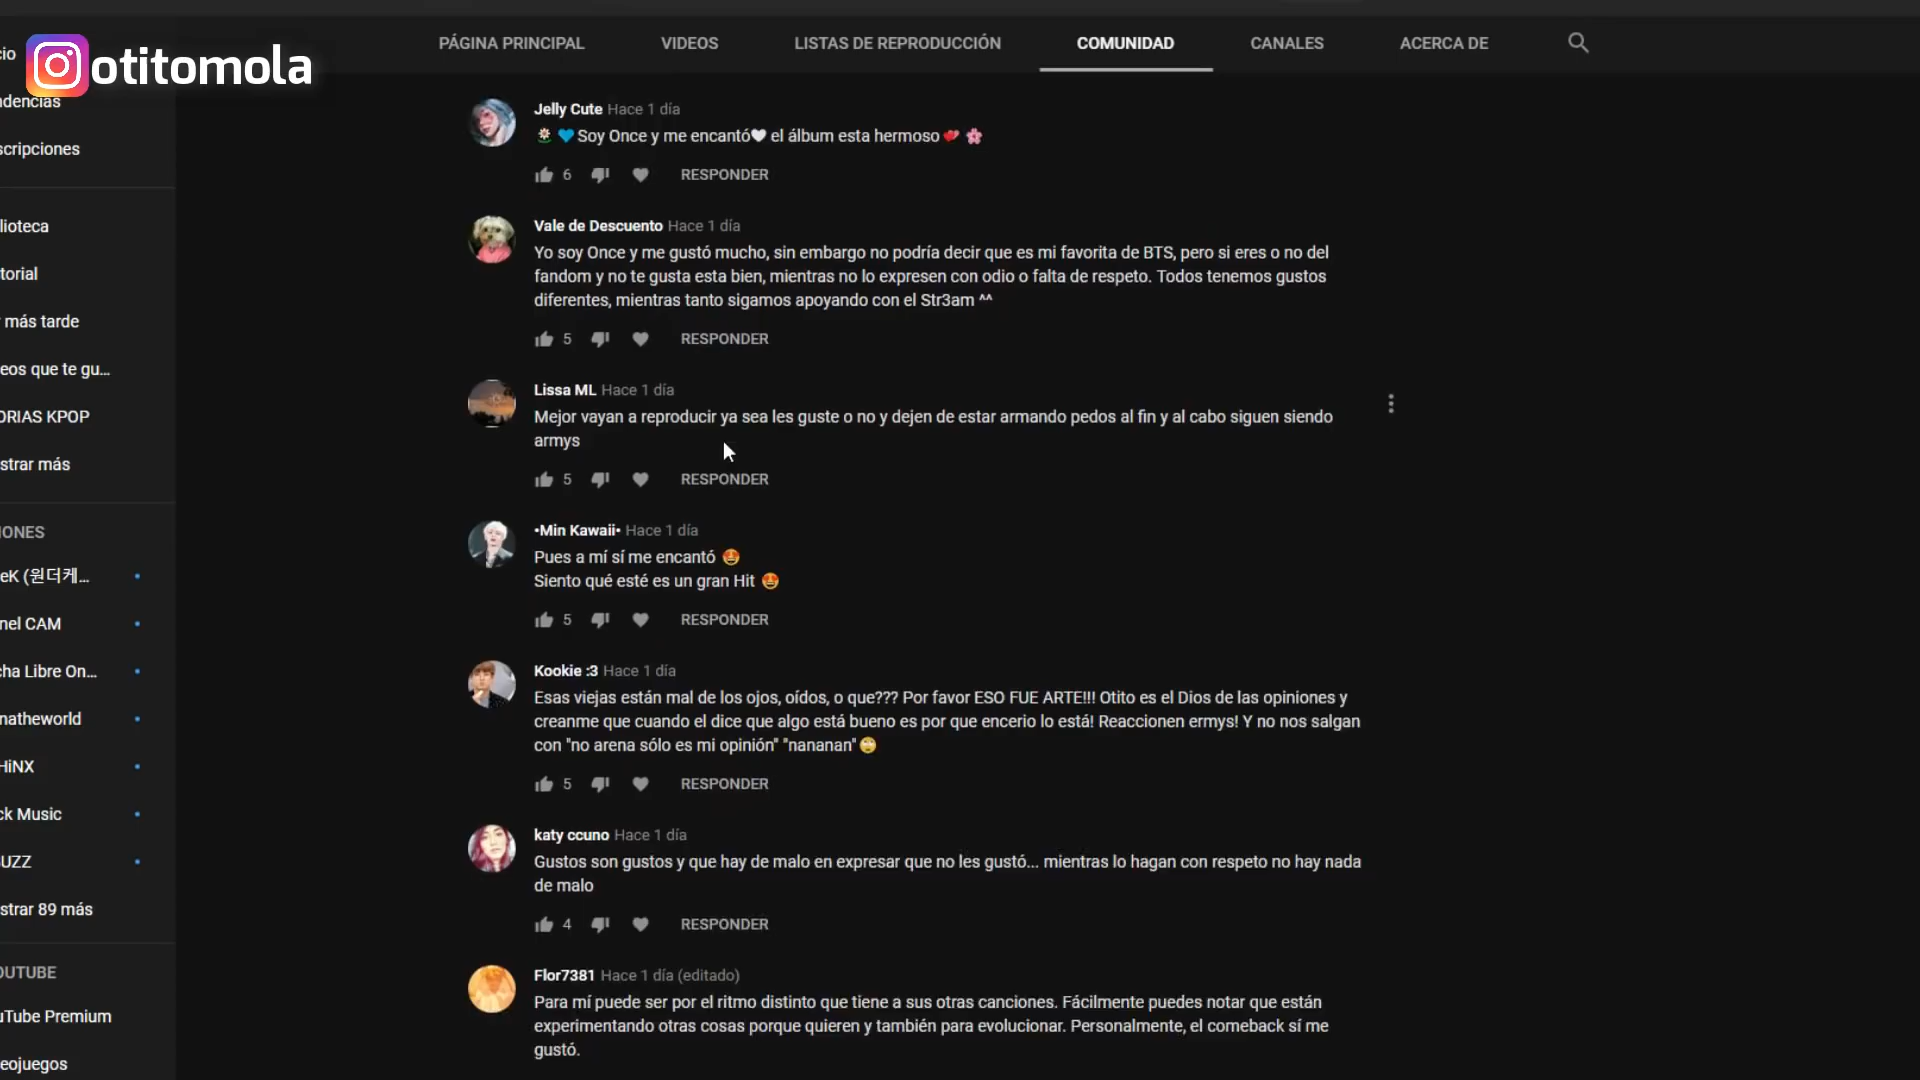 PÁGINA PRINCIPAL VIDEOS LISTAS DE REPRODUCCIÓN COMUNIDAD CANALES ACERCA DE
otitomola
cio
ndencias
scripciones
lioteca
torial
r más tarde
eos que te gu...
ORIAS KPOP
strar más
IONES
eK (원더케...
nel CAM
cha Libre On...
natheworld
HiNX
ck Music
UZZ
strar 89 más
OUTUBE
uTube Premium
eojuegos
Jelly Cute Hace 1 día
🌼 💙Soy Once y me encantó🤍 el álbum esta hermoso💕 🌸
6 RESPONDER
Vale de Descuento Hace 1 día
Yo soy Once y me gustó mucho, sin embargo no podría decir que es mi favorita de BTS, pero si eres o no del
fandom y no te gusta esta bien, mientras no lo expresen con odio o falta de respeto. Todos tenemos gustos
diferentes, mientras tanto sigamos apoyando con el Str3am ^^
5 RESPONDER
Lissa ML Hace 1 día
Mejor vayan a reproducir ya sea les guste o no y dejen de estar armando pedos al fin y al cabo siguen siendo
armys
5 RESPONDER
•Min Kawaii• Hace 1 día
Pues a mí sí me encantó 🤩
Siento qué esté es un gran Hit 🤩
5 RESPONDER
Kookie :3 Hace 1 día
Esas viejas están mal de los ojos, oídos, o que??? Por favor ESO FUE ARTE!!! Otito es el Dios de las opiniones y
creanme que cuando el dice que algo está bueno es por que encerio lo está! Reaccionen ermys! Y no nos salgan
con "no arena sólo es mi opinión" "nananan"🙄
5 RESPONDER
katy ccuno Hace 1 día
Gustos son gustos y que hay de malo en expresar que no les gustó... mientras lo hagan con respeto no hay nada
de malo
4 RESPONDER
Flor7381 Hace 1 día (editado)
Para mí puede ser por el ritmo distinto que tiene a sus otras canciones. Fácilmente puedes notar que están
experimentando otras cosas porque quieren y también para evolucionar. Personalmente, el comeback sí me
gustó.